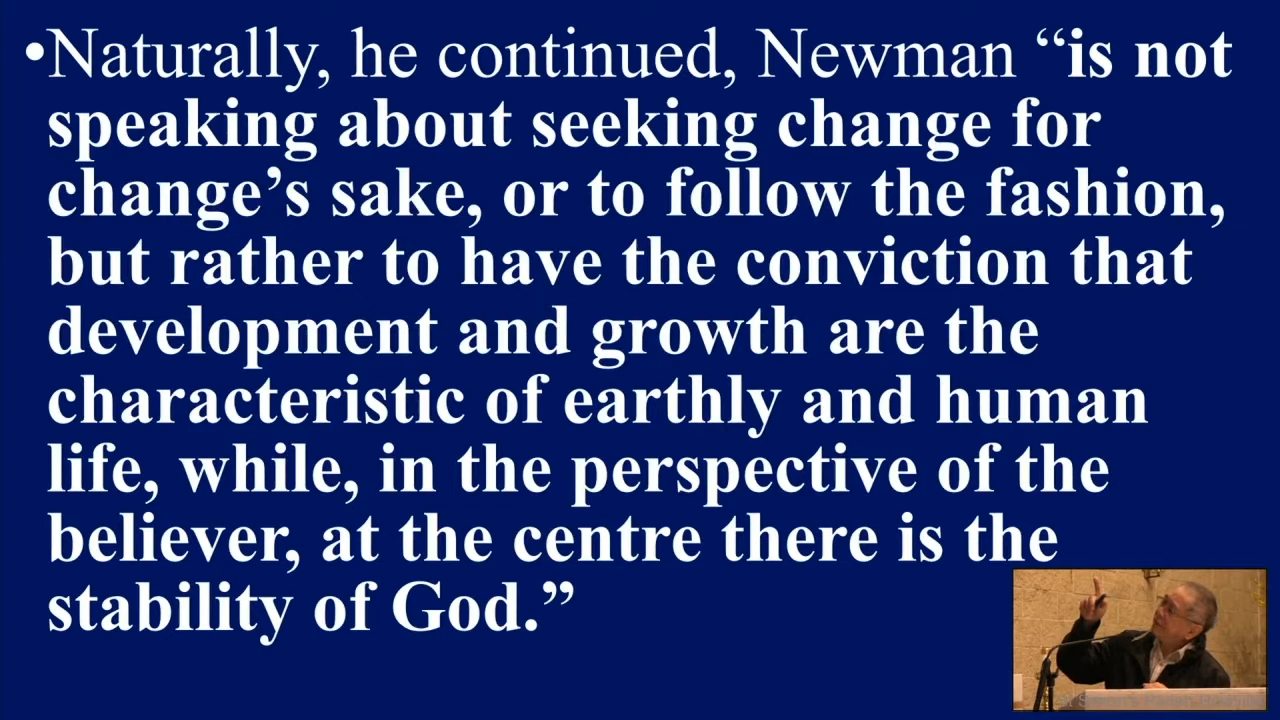 •Naturally, he continued, Newman “is not
speaking about seeking change for
change’s sake, or to follow the fashion,
but rather to have the conviction that
development and growth are the
characteristic of earthly and human
life, while, in the perspective of the
believer, at the centre there is the
stability of God.”